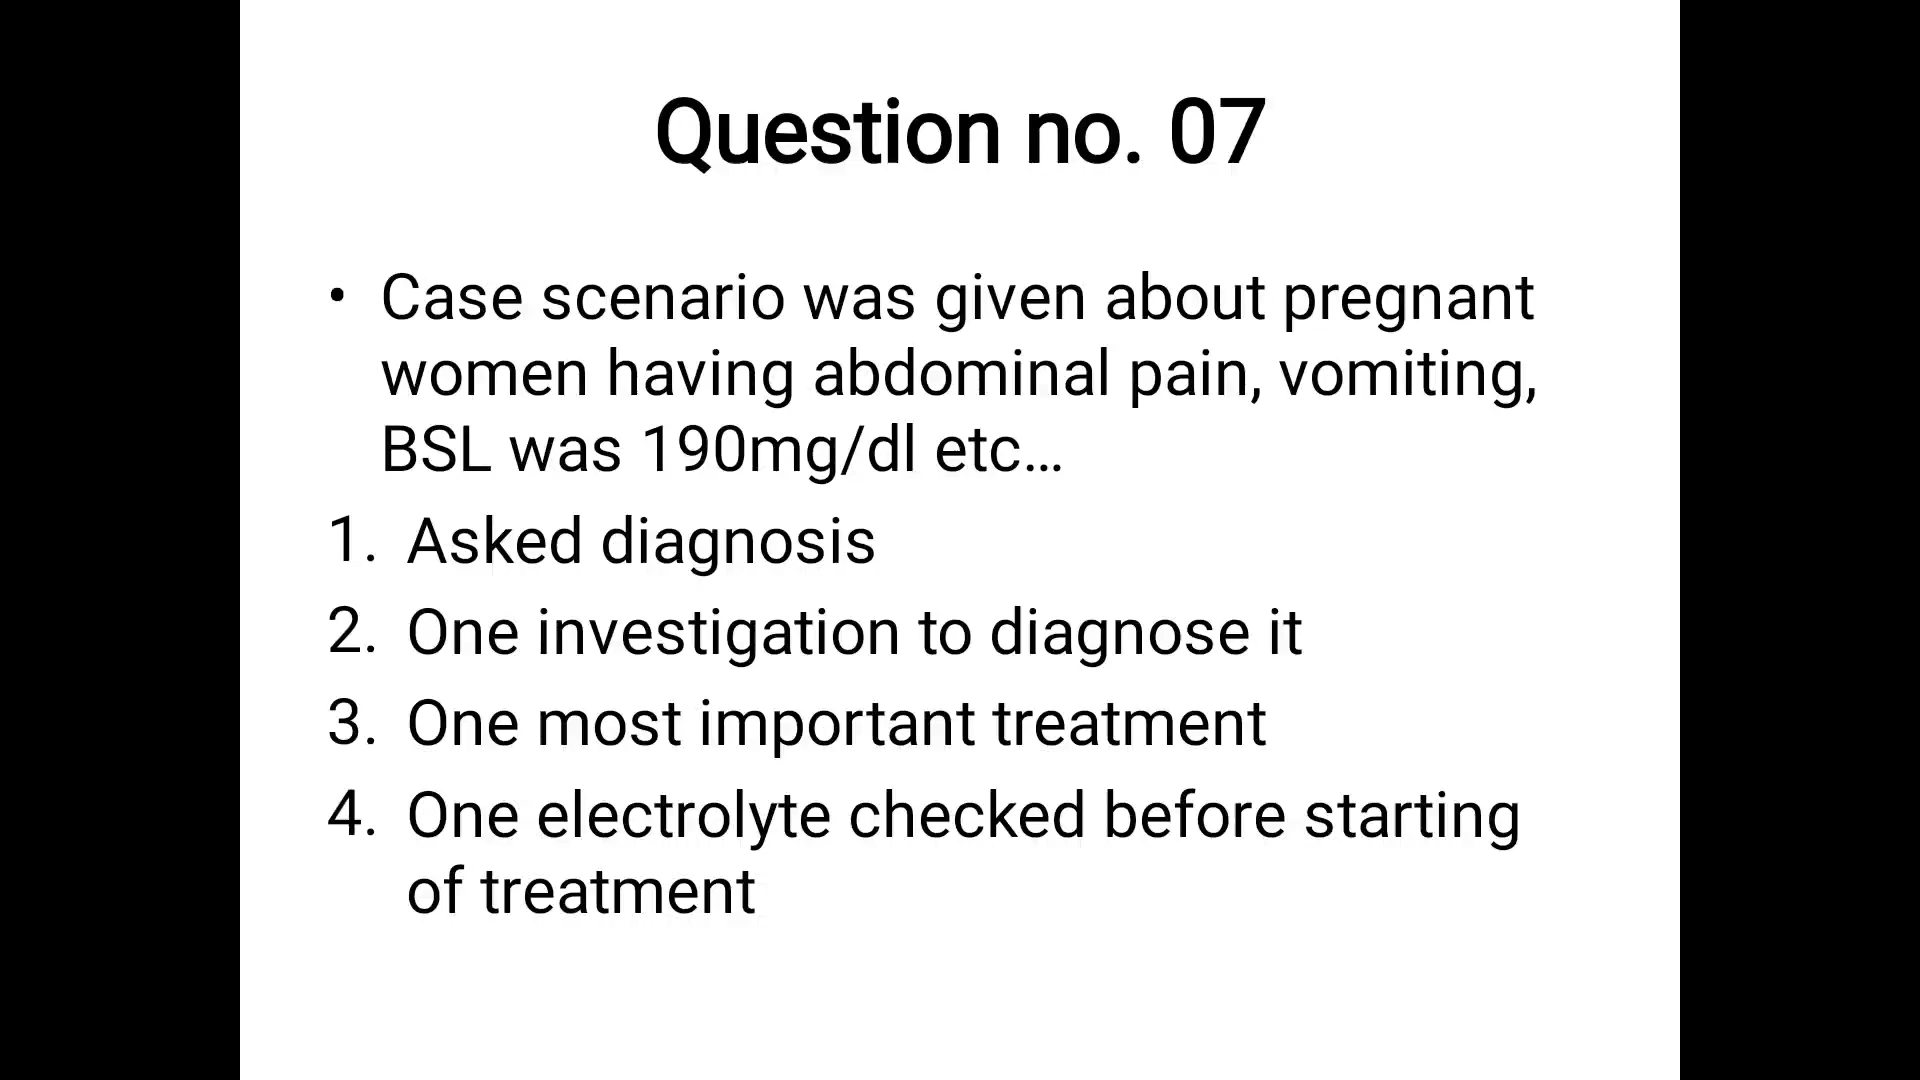 Question no. 07
• Case scenario was given about pregnant
women having abdominal pain, vomiting,
BSL was 190mg/dl etc...
1. Asked diagnosis
2. One investigation to diagnose it
3. One most important treatment
4. One electrolyte checked before starting
of treatment